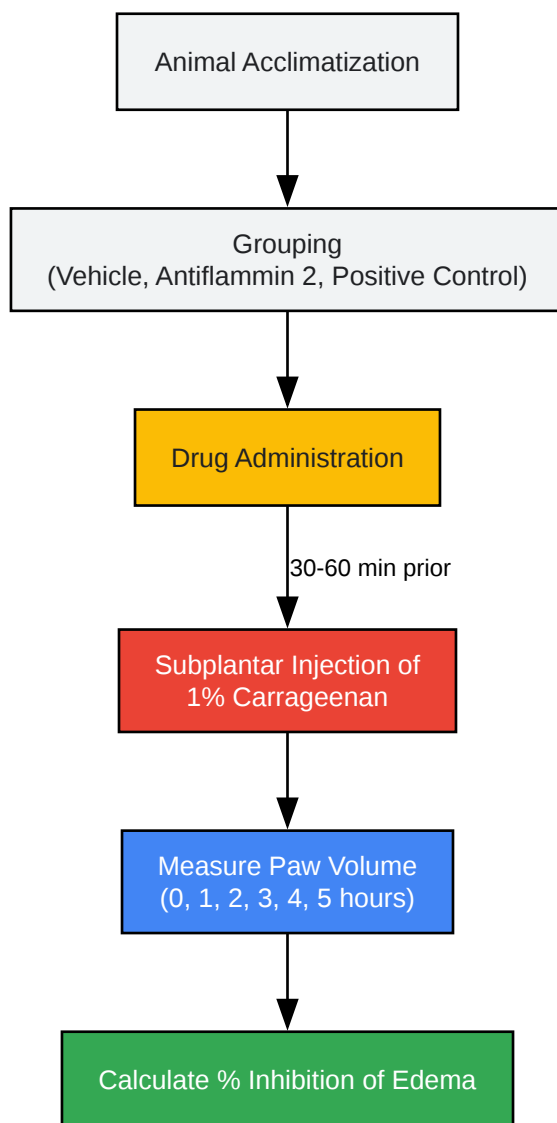 Animal Acclimatization
Grouping
(Vehicle, Antiflammin 2, Positive Control)
Drug Administration
30-60 min prior
Subplantar Injection of
1% Carrageenan
Measure Paw Volume
(0, 1, 2, 3, 4, 5 hours)
Calculate % Inhibition of Edema